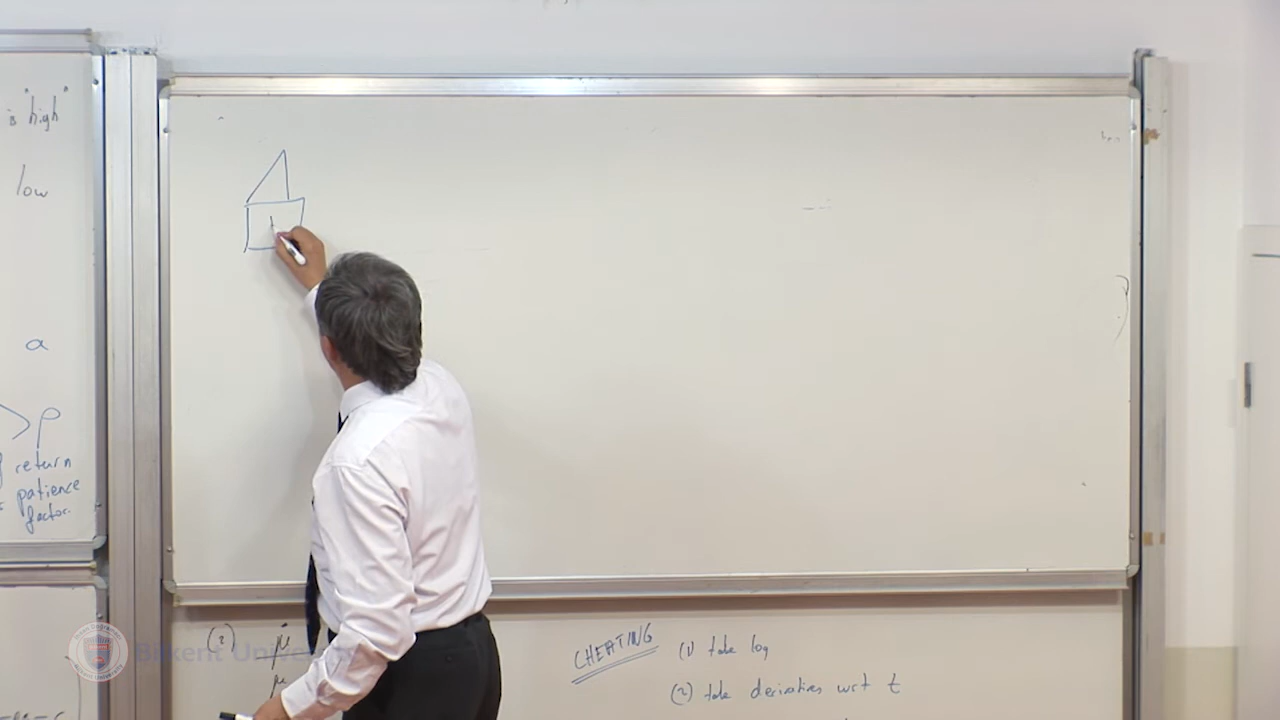 is "high"
low
a
> ρ
return
patience
factor.
(2) μ̇
μ
CHEATING (1) take log
(2) take derivatives wrt t
Bilkent University